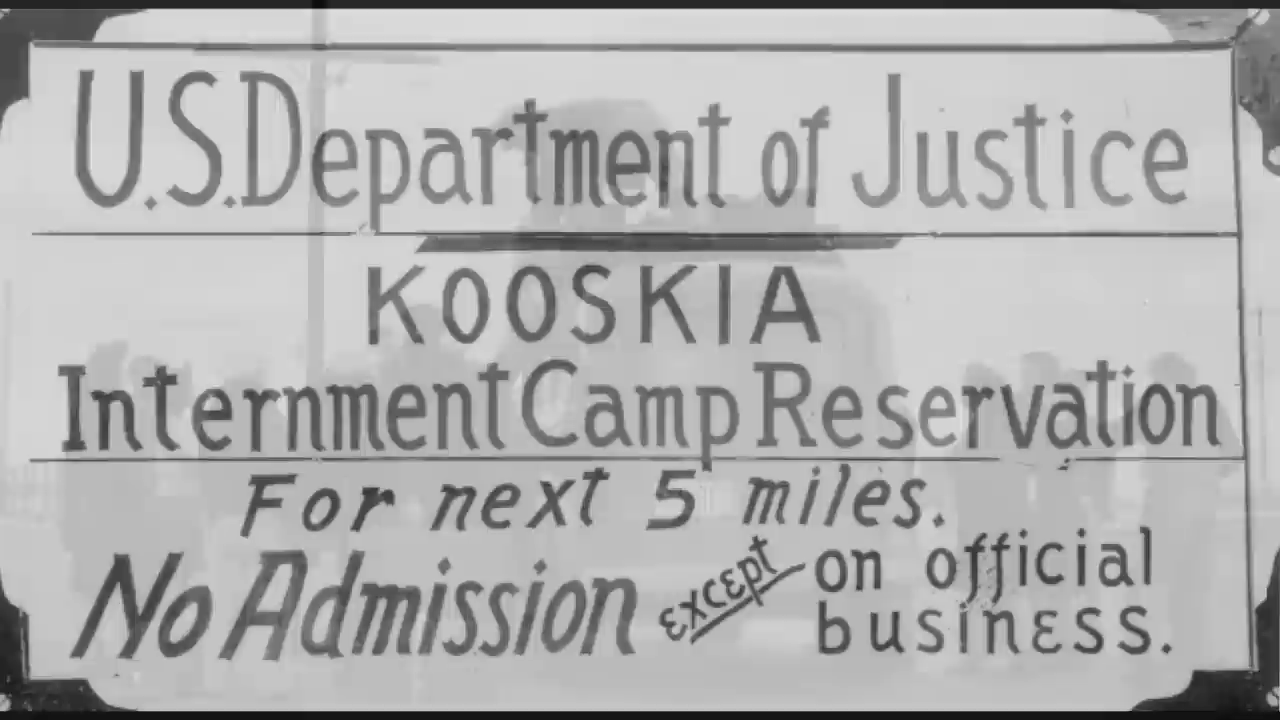 U.S. Department of Justice
KOOSKIA
Internment Camp Reservation
For next 5 miles.
No Admission except on official
business.